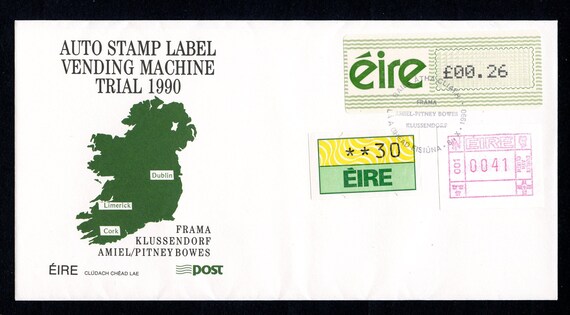 AUTO STAMP LABEL
VENDING MACHINE
TRIAL 1990
Dublin
Limerick
Cork
FRAMA
KLUSSENDORF
AMIEL/PITNEY BOWES
ÉIRE CLÚDACH CHÉAD LAE
post
éire £00.26
FRAMA
AMIEL-PITNEY BOWES
KLUSSENDORF
**30
ÉIRE
EIRE
0041